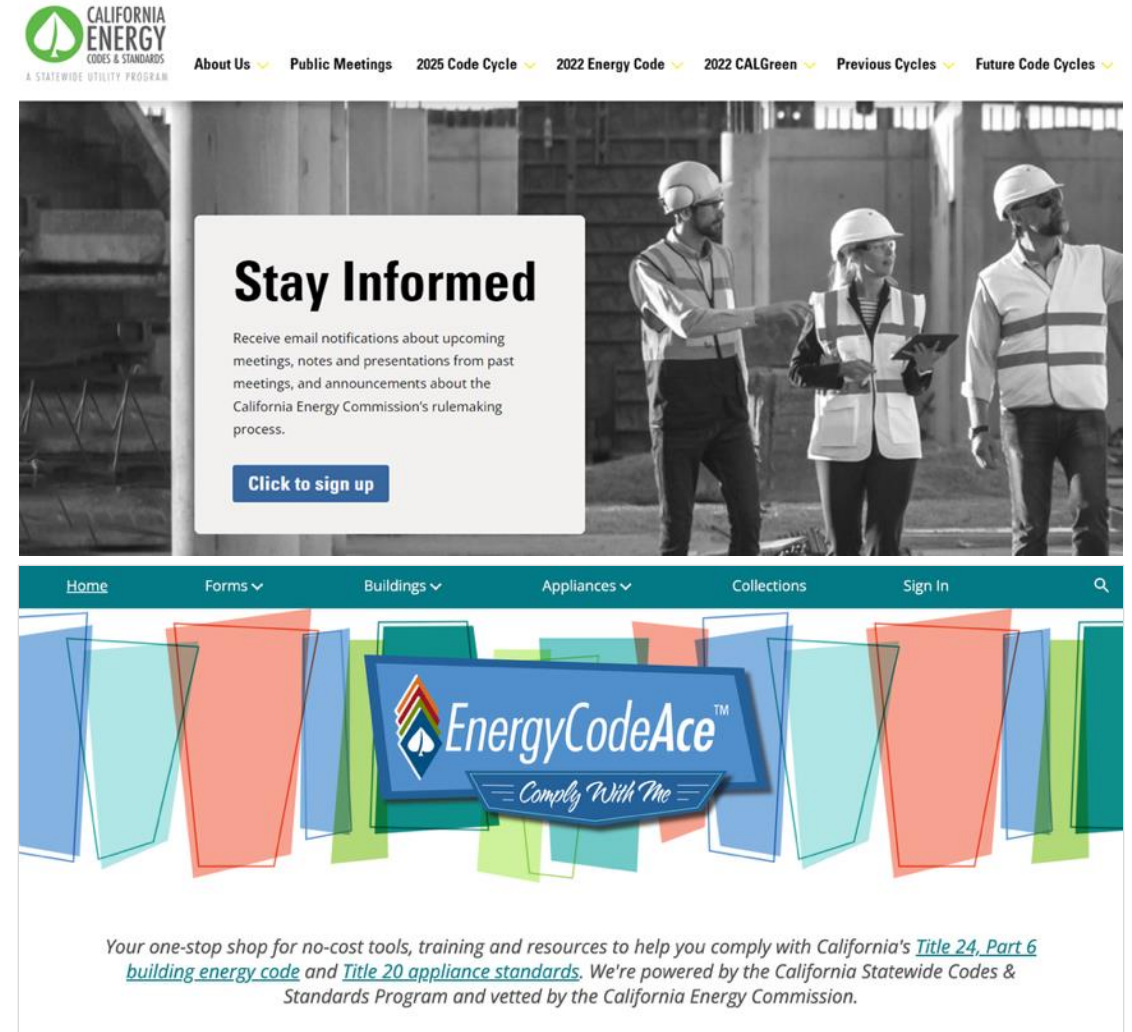 CALIFORNIA
ENERGY
CODES & STANDARDS
A STATEWIDE UTILITY PROGRAM
About Us Public Meetings 2025 Code Cycle 2022 Energy Code 2022 CALGreen Previous Cycles Future Code Cycles
Stay Informed
Receive email notifications about upcoming
meetings, notes and presentations from past
meetings, and announcements about the
California Energy Commission's rulemaking
process.
Click to sign up
Home Forms Buildings Appliances Collections Sign In
EnergyCodeAce™
Comply With Me
Your one-stop shop for no-cost tools, training and resources to help you comply with California's Title 24, Part 6
building energy code and Title 20 appliance standards. We're powered by the California Statewide Codes &
Standards Program and vetted by the California Energy Commission.